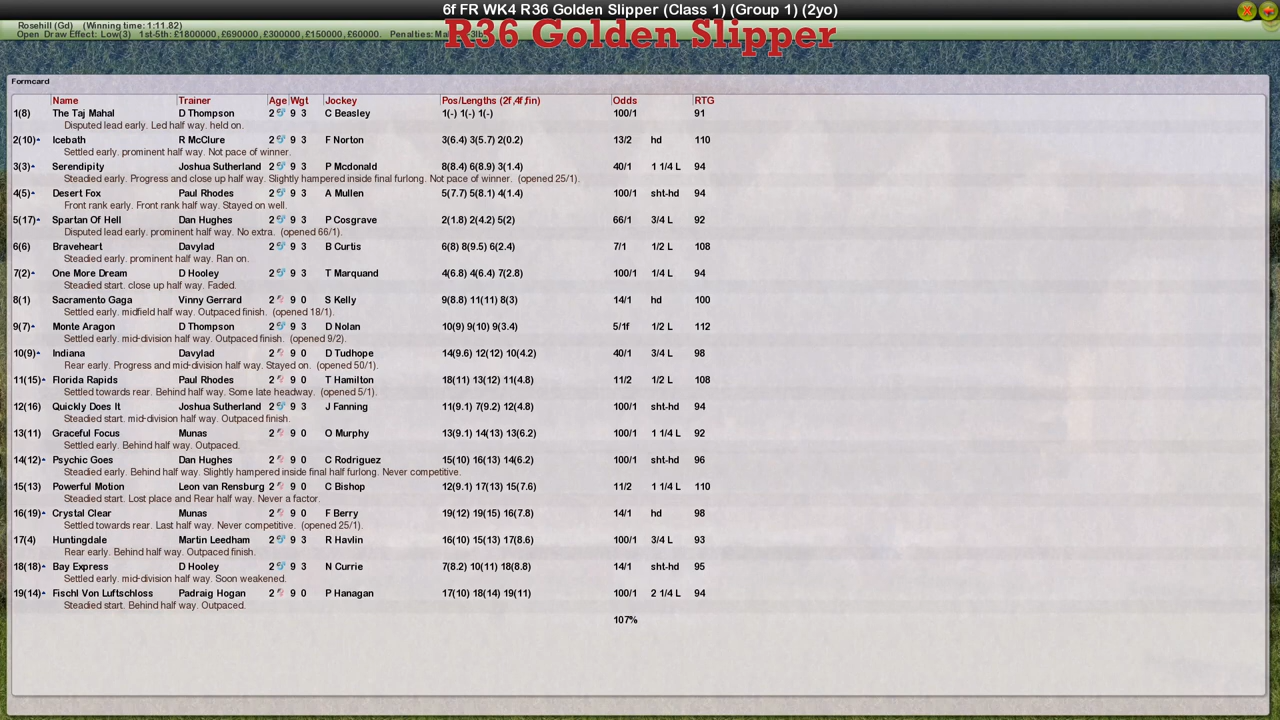 6f FR WK4 R36 Golden Slipper (Class 1) (Group 1) (2yo)
Rosehill (Gd) (Winning time: 1:11.82)
R36 Golden Slipper
Open Draw Effect: Low(3) 1st-5th: £1800000,£690000,£300000,£150000,£60000. Penalties:
Formcard
Name Trainer Age Wgt Jockey Pos/Lengths (2f,4f,fin) Odds RTG
1(8) The Taj Mahal D Thompson 2 9 3 C Beasley 1(-) 1(-) 1(-) 100/1 91
Disputed lead early. Led half way. held on.
2(10) Icebath R McClure 2 9 3 F Norton 3(6.4) 3(5.7) 2(0.2) 13/2 hd 110
Settled early. prominent half way. Not pace of winner.
3(3) Serendipity Joshua Sutherland 2 9 3 P Mcdonald 8(8.4) 6(8.9) 3(1.4) 40/1 1 1/4 L 94
Steadied early. Progress and close up half way. Slightly hampered inside final furlong. Not pace of winner. (opened 25/1).
4(5) Desert Fox Paul Rhodes 2 9 3 A Mullen 5(7.7) 5(8.1) 4(1.4) 100/1 sht-hd 94
Front rank early. Front rank half way. Stayed on well.
5(17) Spartan Of Hell Dan Hughes 2 9 3 P Cosgrave 2(1.8) 2(4.2) 5(2) 66/1 3/4 L 92
Disputed lead early. prominent half way. No extra. (opened 66/1).
6(6) Braveheart Davylad 2 9 3 B Curtis 6(8) 8(9.5) 6(2.4) 7/1 1/2 L 108
Steadied early. prominent half way. Ran on.
7(2) One More Dream D Hooley 2 9 3 T Marquand 4(6.8) 4(6.4) 7(2.8) 100/1 1/4 L 94
Steadied start. close up half way. Faded.
8(1) Sacramento Gaga Vinny Gerrard 2 9 0 S Kelly 9(8.8) 11(11) 8(3) 14/1 hd 100
Settled early. midfield half way. Outpaced finish. (opened 18/1).
9(7) Monte Aragon D Thompson 2 9 3 D Nolan 10(9) 9(10) 9(3.4) 5/1f 1/2 L 112
Settled early. mid-division half way. Outpaced finish. (opened 9/2).
10(9) Indiana Davylad 2 9 0 D Tudhope 14(9.6) 12(12) 10(4.2) 40/1 3/4 L 98
Rear early. Progress and mid-division half way. Stayed on. (opened 50/1).
11(15) Florida Rapids Paul Rhodes 2 9 0 T Hamilton 18(11) 13(12) 11(4.8) 11/2 1/2 L 108
Settled towards rear. Behind half way. Some late headway. (opened 5/1).
12(16) Quickly Does It Joshua Sutherland 2 9 3 J Fanning 11(9.1) 7(9.2) 12(4.8) 100/1 sht-hd 94
Steadied start. mid-division half way. Outpaced finish.
13(11) Graceful Focus Munas 2 9 0 O Murphy 13(9.1) 14(13) 13(6.2) 100/1 1 1/4 L 92
Settled early. Behind half way. Outpaced.
14(12) Psychic Goes Dan Hughes 2 9 0 C Rodriguez 15(10) 16(13) 14(6.2) 100/1 sht-hd 96
Steadied early. Behind half way. Slightly hampered inside final half furlong. Never competitive.
15(13) Powerful Motion Leon van Rensburg 2 9 0 C Bishop 12(9.1) 17(13) 15(7.6) 11/2 1 1/4 L 110
Steadied start. Lost place and Rear half way. Never a factor.
16(19) Crystal Clear Munas 2 9 0 F Berry 19(12) 19(15) 16(7.8) 14/1 hd 98
Settled towards rear. Last half way. Never competitive. (opened 25/1).
17(4) Huntingdale Martin Leedham 2 9 3 R Havlin 16(10) 15(13) 17(8.6) 100/1 3/4 L 93
Rear early. Behind half way. Outpaced finish.
18(18) Bay Express D Hooley 2 9 3 N Currie 7(8.2) 10(11) 18(8.8) 14/1 sht-hd 95
Settled early. mid-division half way. Soon weakened.
19(14) Fischl Von Luftschloss Padraig Hogan 2 9 0 P Hanagan 17(10) 18(14) 19(11) 100/1 2 1/4 L 94
Steadied start. Behind half way. Outpaced.
107%